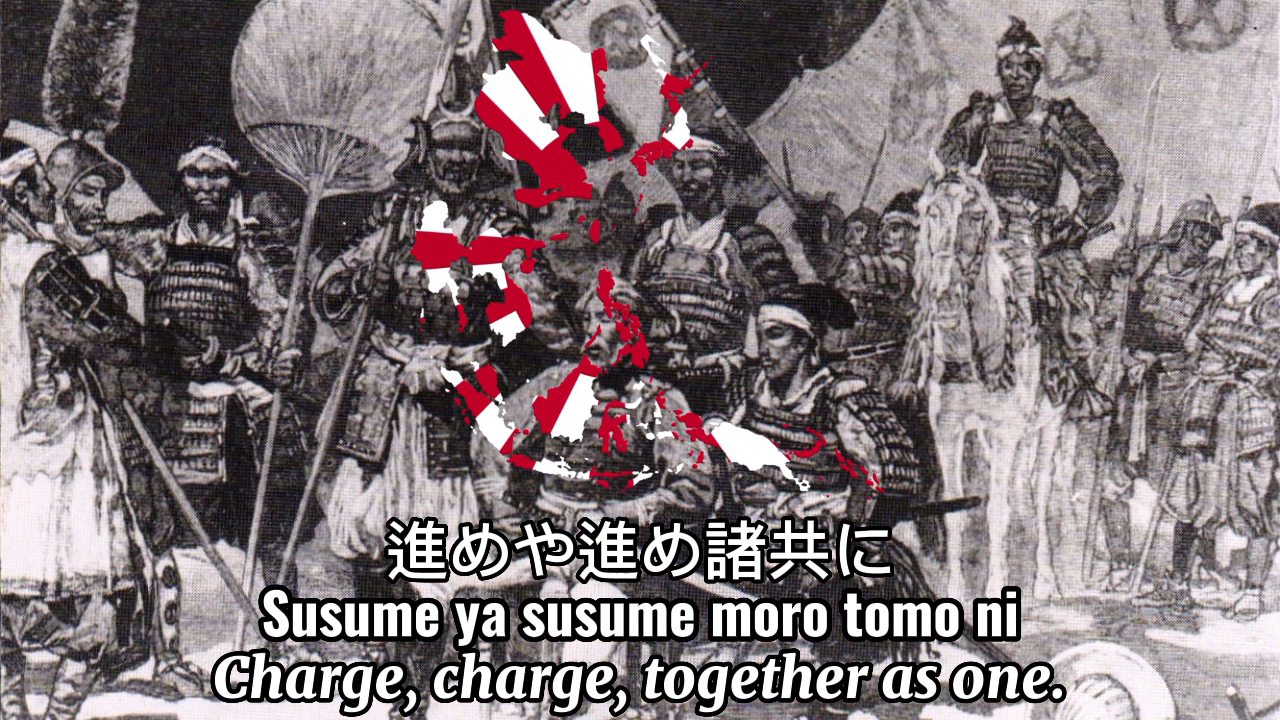 進めや進め諸共に
Susume ya susume moro tomo ni
Charge, charge, together as one.